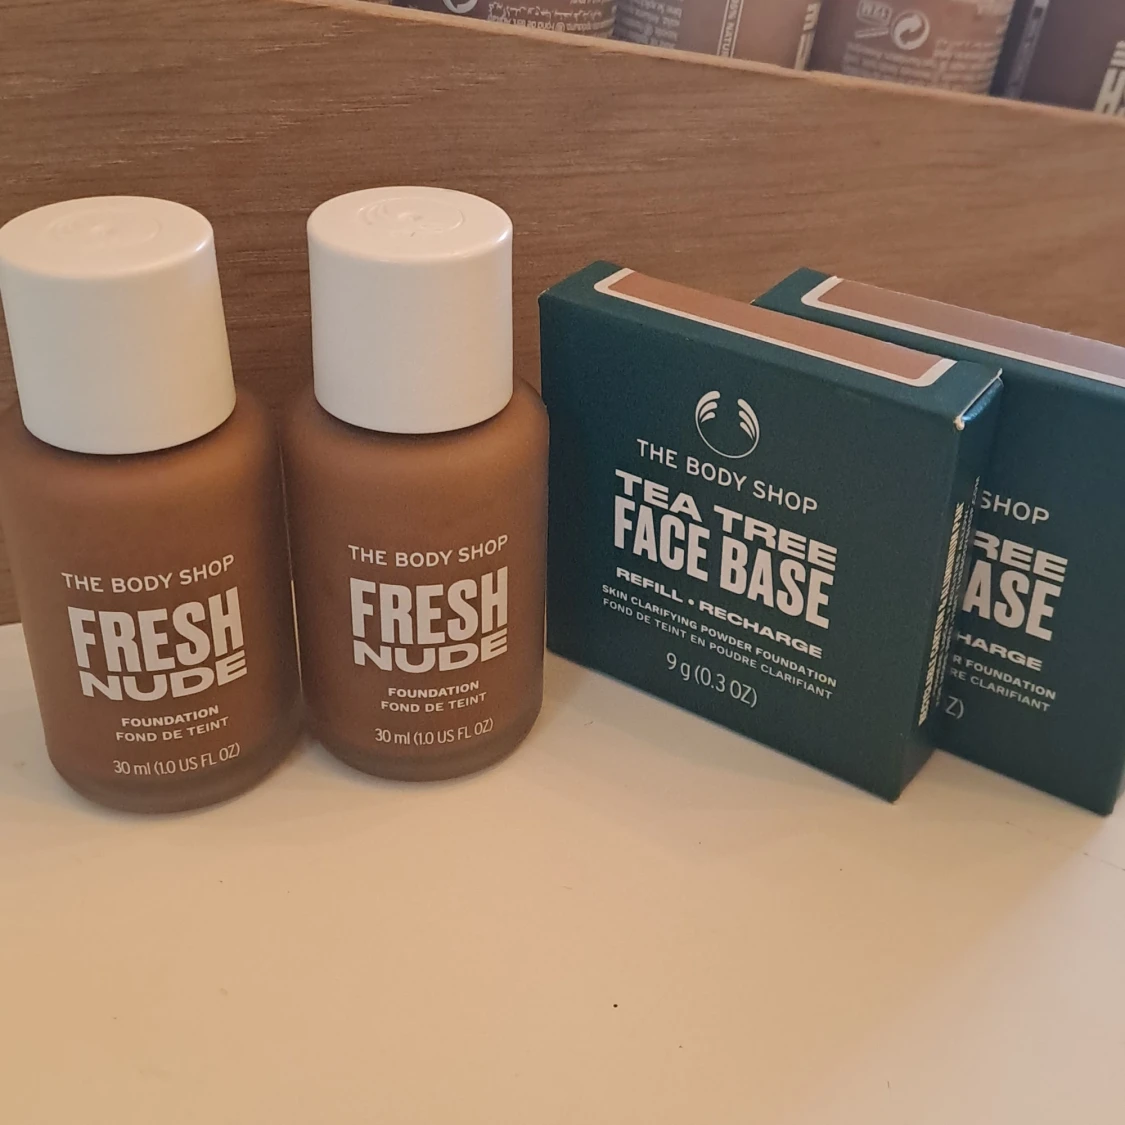 THE BODY SHOP
FRESH
NUDE
FOUNDATION
FOND DE TEINT
30 ml (1.0 US FL OZ)
THE BODY SHOP
FRESH
NUDE
FOUNDATION
FOND DE TEINT
30 ml (1.0 US FL OZ)
THE BODY SHOP
TEA TREE
FACE BASE
REFILL • RECHARGE
SKIN CLARIFYING POWDER FOUNDATION
FOND DE TEINT EN POUDRE CLARIFIANT
9 g (0.3 OZ)
SHOP
REE
ASE
HARGE
R FOUNDATION
RE CLARIFIANT
Z)